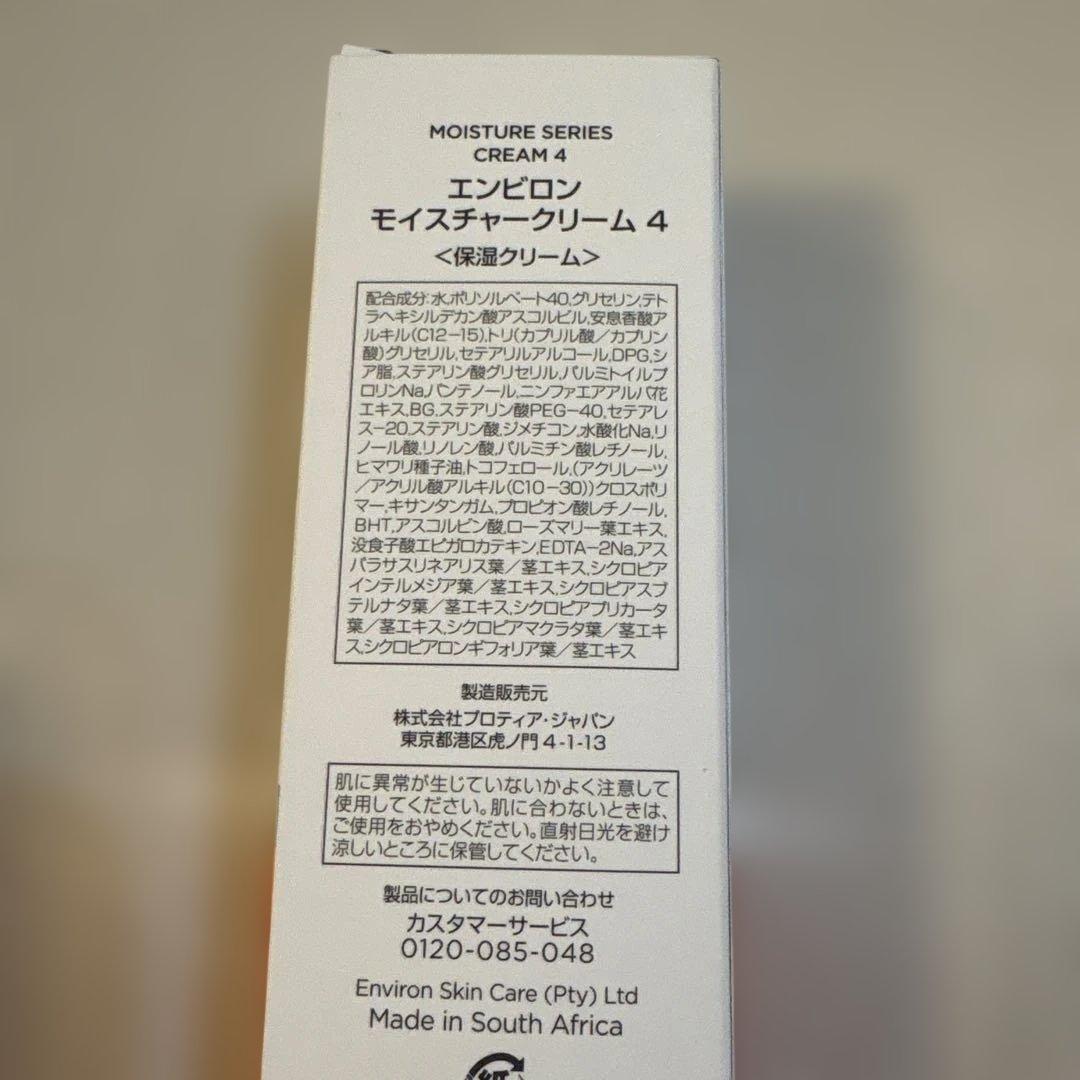 MOISTURE SERIES
CREAM 4
エンビロン
モイスチャークリーム 4
＜保湿クリーム＞
配合成分:水,ポリソルベート40,グリセリン,テト
ラヘキシルデカン酸アスコルビル,安息香酸ア
ルキル(C12-15),トリ(カプリル酸／カプリン
酸)グリセリル,セテアリルアルコール,DPG,シ
ア脂,ステアリン酸グリセリル,パルミトイルプ
ロリンNa,パンテノール,ニンファエアアルバ花
エキス,BG,ステアリン酸PEG-40,セテアレ
ス-20,ステアリン酸,ジメチコン,水酸化Na,リ
ノール酸,リノレン酸,パルミチン酸レチノール,
ヒマワリ種子油,トコフェロール,(アクリレーツ
／アクリル酸アルキル(C10-30))クロスポリ
マー,キサンタンガム,プロピオン酸レチノール,
BHT,アスコルビン酸,ローズマリー葉エキス,
没食子酸エピガロカテキン,EDTA-2Na,アス
パラサスリネアリス葉／茎エキス,シクロピア
インテルメジア葉／茎エキス,シクロピアスブ
テルナタ葉／茎エキス,シクロピアプリカータ
葉／茎エキス,シクロピアマクラタ葉／茎エキ
ス,シクロピアロンギフォリア葉／茎エキス
製造販売元
株式会社プロティア・ジャパン
東京都港区虎ノ門 4-1-13
肌に異常が生じていないかよく注意して
使用してください。肌に合わないときは、
ご使用をおやめください。直射日光を避け
涼しいところに保管してください。
製品についてのお問い合わせ
カスタマーサービス
0120-085-048
Environ Skin Care (Pty) Ltd
Made in South Africa